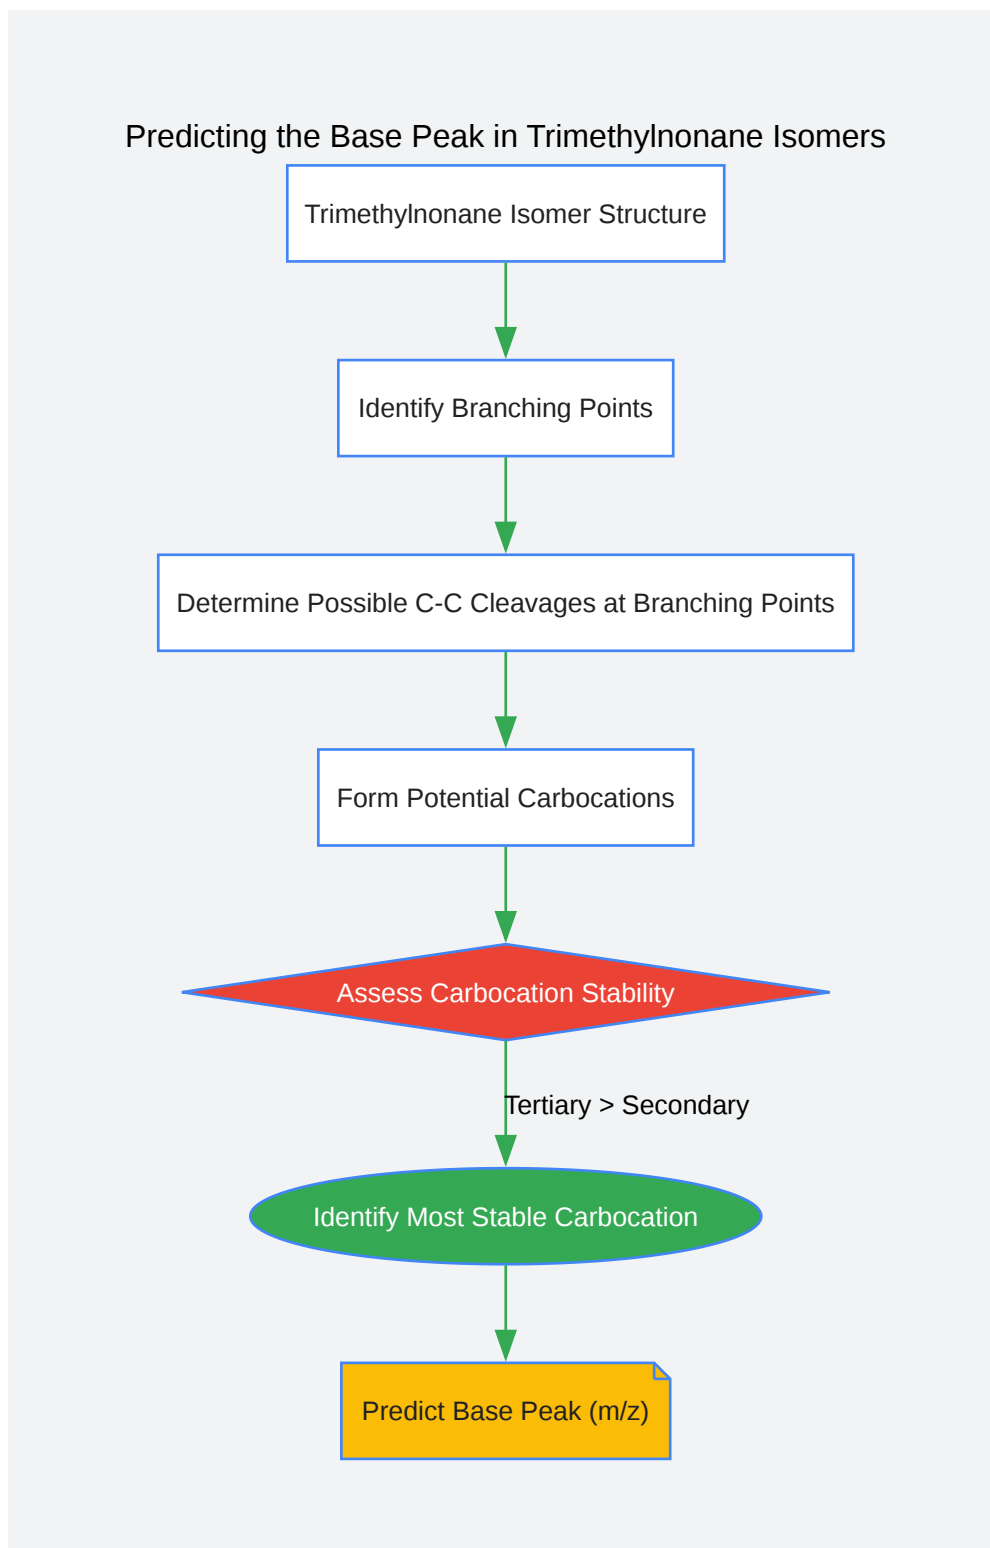 Predicting the Base Peak in Trimethylnonane Isomers
Trimethylnonane Isomer Structure
Identify Branching Points
Determine Possible C-C Cleavages at Branching Points
Form Potential Carbocations
Assess Carbocation Stability
Tertiary > Secondary
Identify Most Stable Carbocation
Predict Base Peak (m/z)